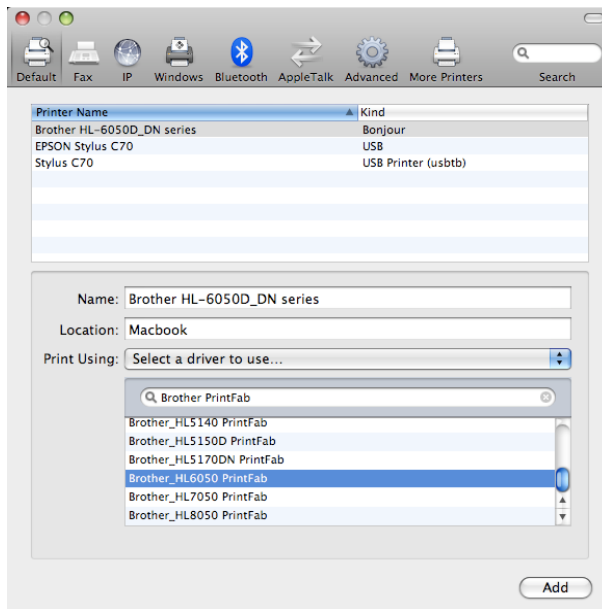 Default Fax IP Windows Bluetooth AppleTalk Advanced More Printers Search
Printer Name Kind
Brother HL-6050D_DN series Bonjour
EPSON Stylus C70 USB
Stylus C70 USB Printer (usbtb)
Name: Brother HL-6050D_DN series
Location: Macbook
Print Using: Select a driver to use...
Brother PrintFab
Brother_HL5140 PrintFab
Brother_HL5150D PrintFab
Brother_HL5170DN PrintFab
Brother_HL6050 PrintFab
Brother_HL7050 PrintFab
Brother_HL8050 PrintFab
Add